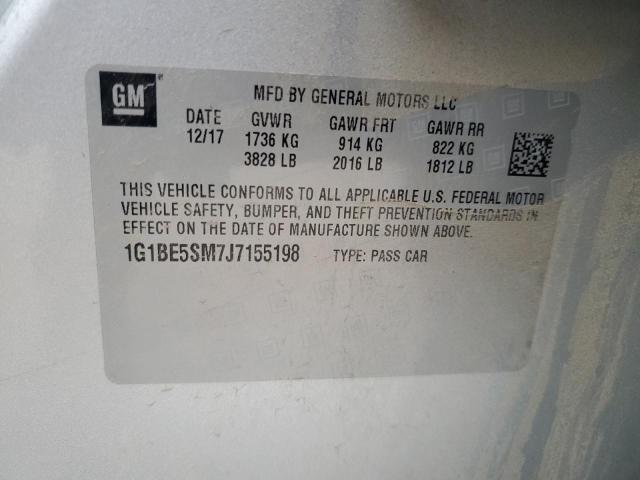 GM
MFD BY GENERAL MOTORS LLC
DATE GVWR GAWR FRT GAWR RR
12/17 1736 KG 914 KG 822 KG
3828 LB 2016 LB 1812 LB
THIS VEHICLE CONFORMS TO ALL APPLICABLE U.S. FEDERAL MOTOR
VEHICLE SAFETY, BUMPER, AND THEFT PREVENTION STANDARDS IN
EFFECT ON THE DATE OF MANUFACTURE SHOWN ABOVE.
1G1BE5SM7J7155198 TYPE: PASS CAR